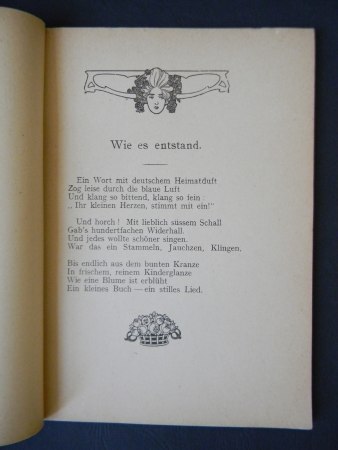 Wie es entstand.
Ein Wort mit deutschem Heimatduft
Zog leise durch die blaue Luft
Und klang so bittend, klang so fein:
„Ihr kleinen Herzen, stimmt mit ein!"
Und horch! Mit lieblich süssem Schall
Gab's hundertfachen Widerhall.
Und jedes wollte schöner singen.
War das ein Stammeln, Jauchzen, Klingen.
Bis endlich aus dem bunten Kranze
In frischem, reinem Kinderglanze
Wie eine Blume ist erblüht
Ein kleines Buch — ein stilles Lied.